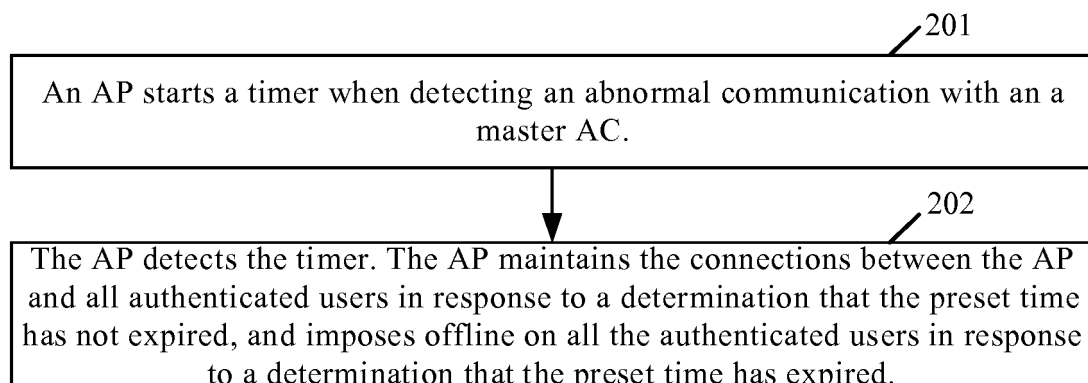 201
An AP starts a timer when detecting an abnormal communication with an a
master AC.
202
The AP detects the timer. The AP maintains the connections between the AP
and all authenticated users in response to a determination that the preset time
has not expired, and imposes offline on all the authenticated users in response
to a determination that the preset time has expired.